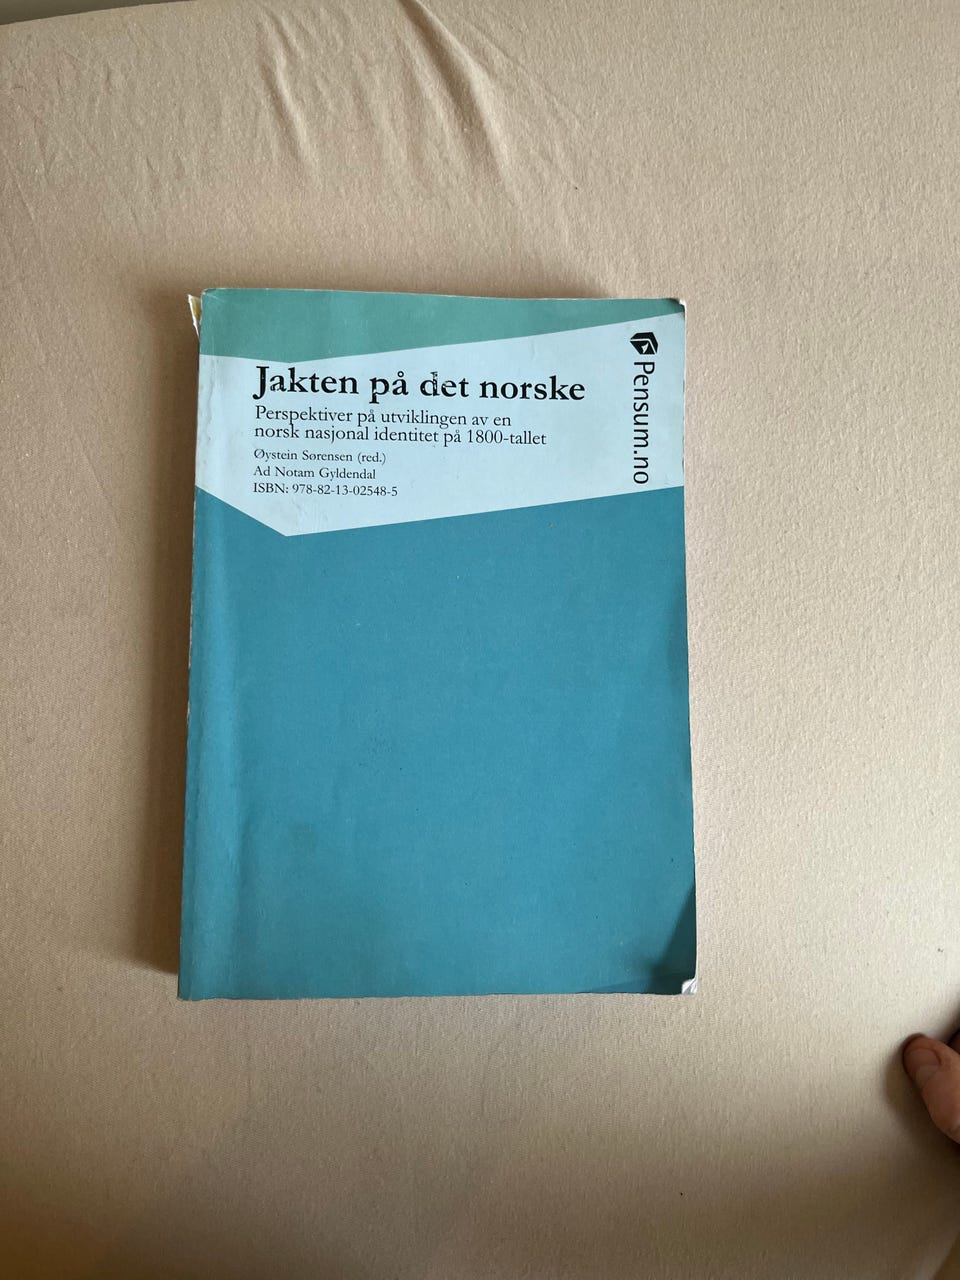 Jakten på det norske
Perspektiver på utviklingen av en
norsk nasjonal identitet på 1800-tallet
Øystein Sørensen (red.)
Ad Notam Gyldendal
ISBN: 978-82-13-02548-5
Pensum.no